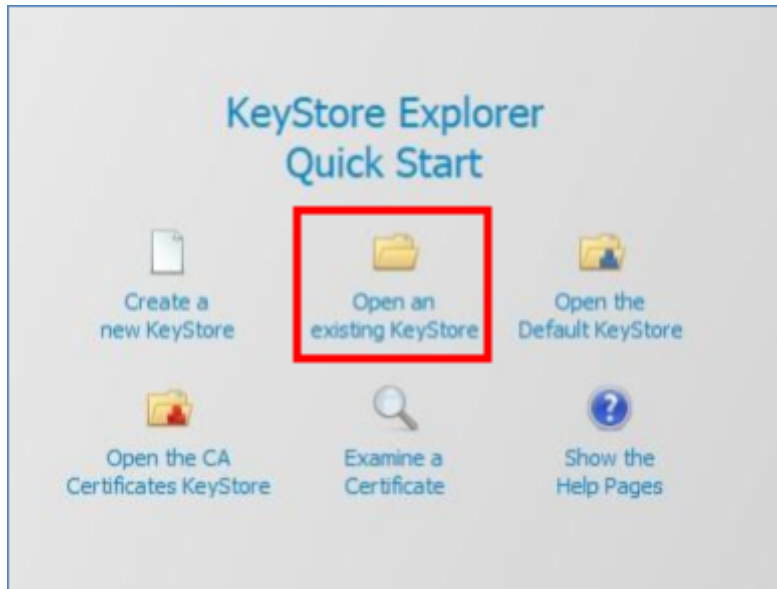 KeyStore Explorer
Quick Start
Create a
new KeyStore
Open an
existing KeyStore
Open the
Default KeyStore
Open the CA
Certificates KeyStore
Examine a
Certificate
Show the
Help Pages